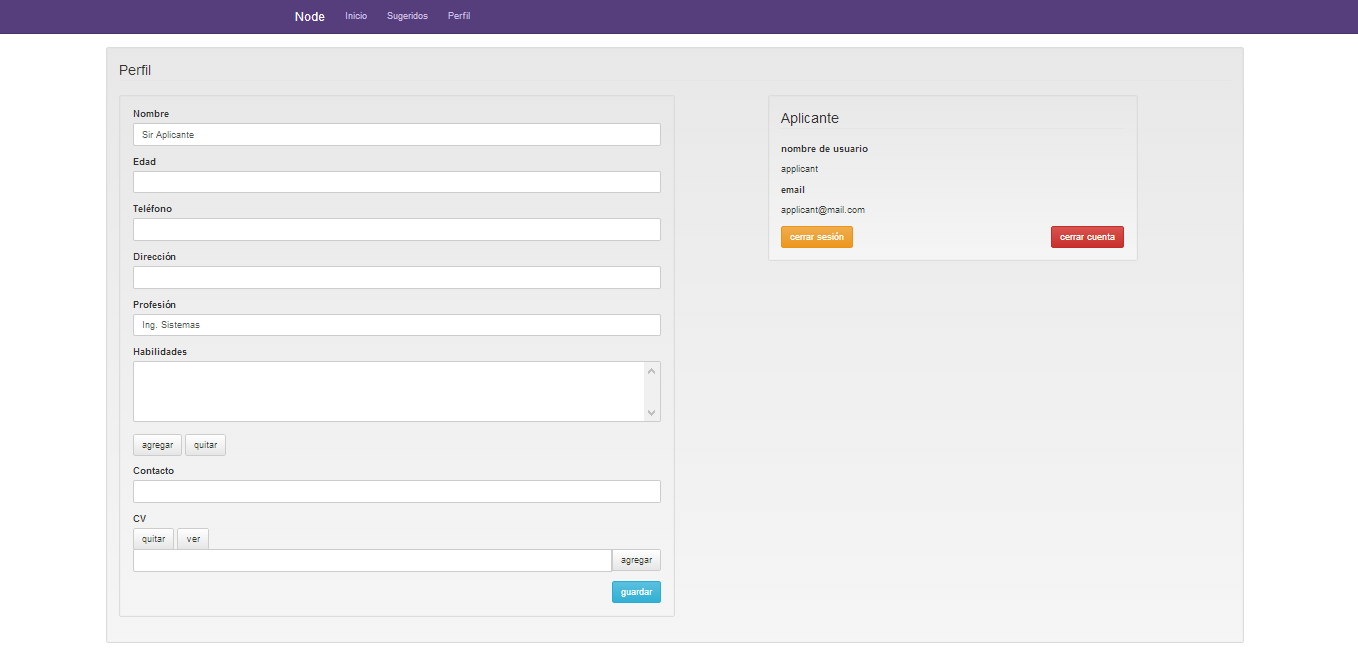 Node Inicio Sugeridos Perfil
Perfil
Nombre
Sir Aplicante
Edad
Teléfono
Dirección
Profesión
Ing. Sistemas
Habilidades
agregar quitar
Contacto
CV
quitar ver
agregar
guardar
Aplicante
nombre de usuario
applicant
email
applicant@mail.com
cerrar sesión cerrar cuenta